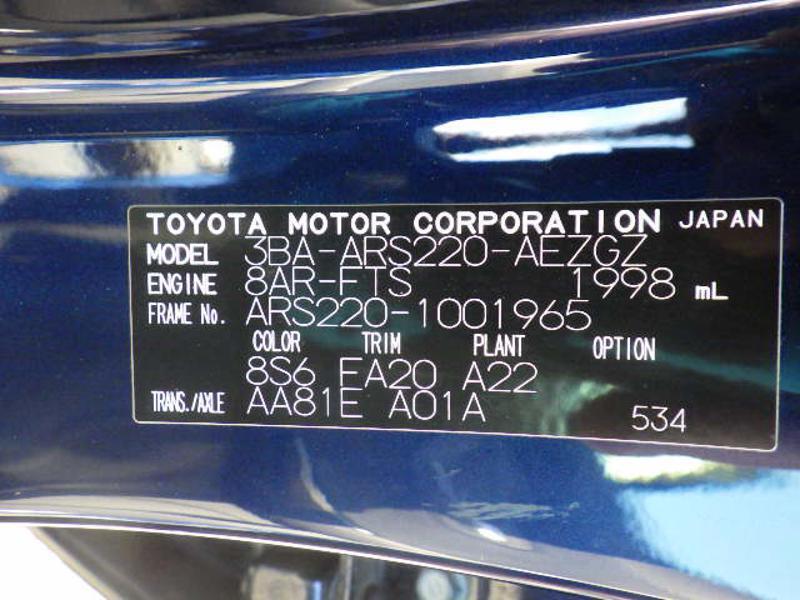 TOYOTA MOTOR CORPORATION JAPAN
MODEL 3BA-ARS220-AEZGZ
ENGINE 8AR-FTS 1998 mL
FRAME No. ARS220-1001965
COLOR TRIM PLANT OPTION
8S6 EA20 A22
TRANS./AXLE AA81E A01A 534